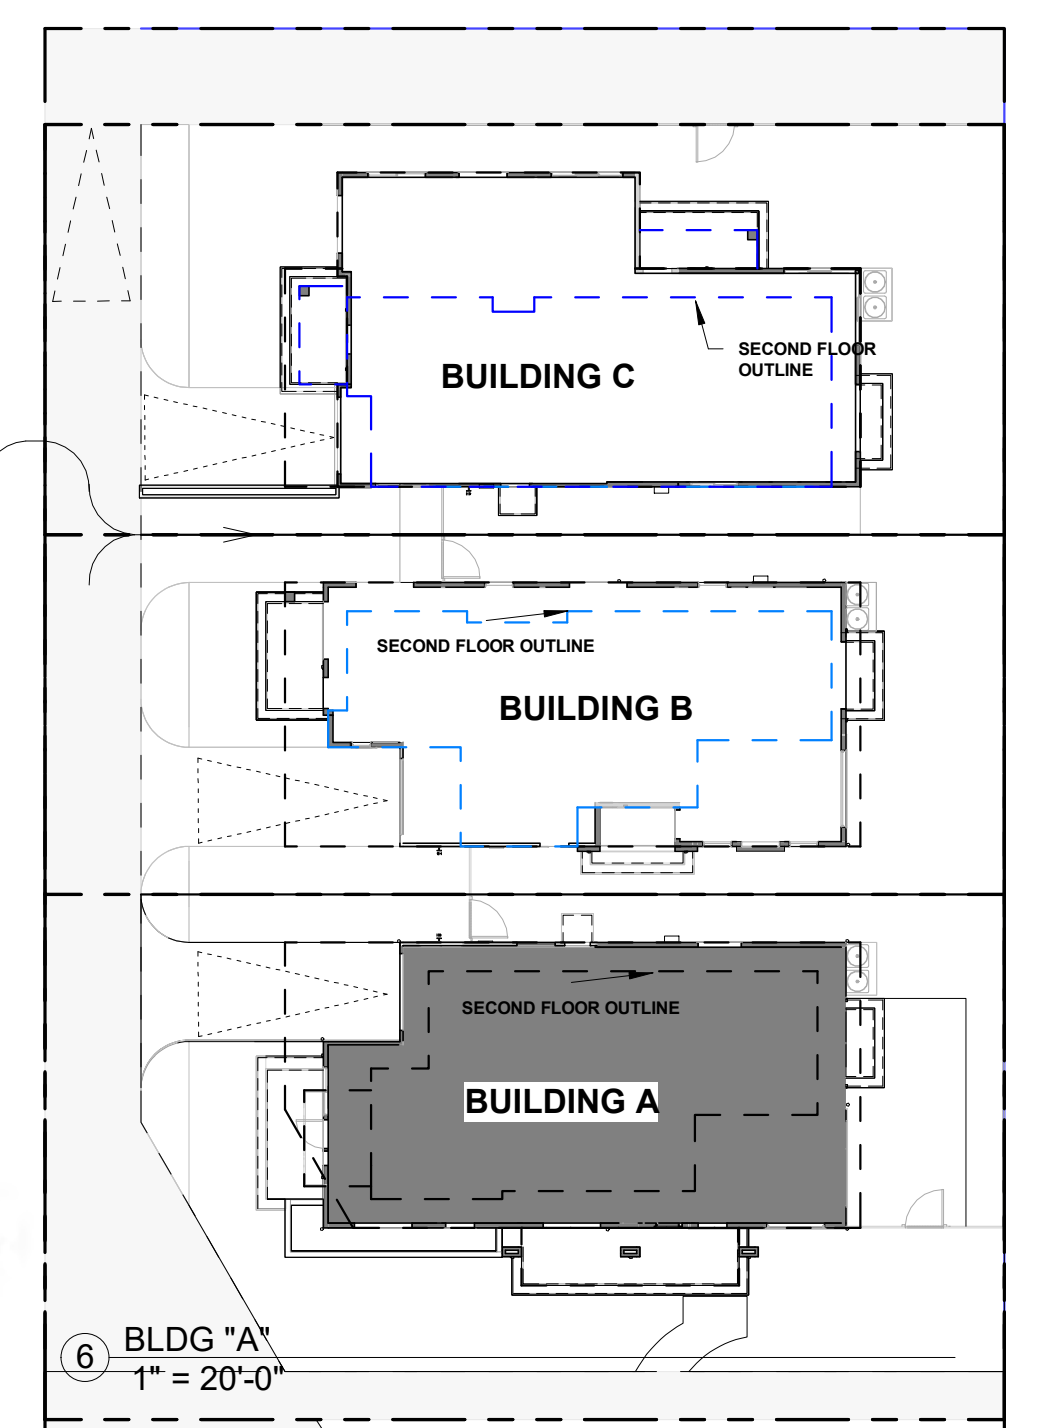 SECOND FLOOR
OUTLINE
BUILDING C
SECOND FLOOR OUTLINE
BUILDING B
SECOND FLOOR OUTLINE
BUILDING A
6
BLDG "A"
1" = 20'-0"